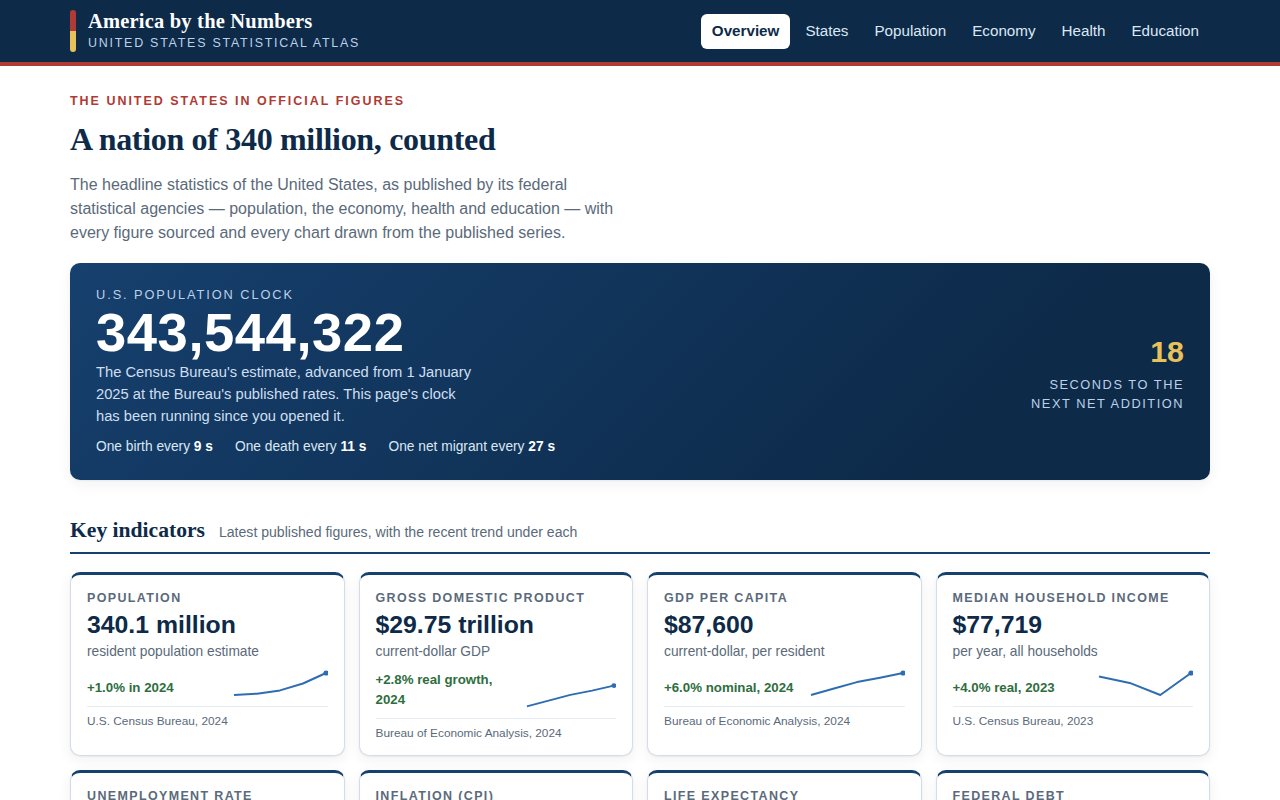 America by the Numbers
UNITED STATES STATISTICAL ATLAS
Overview States Population Economy Health Education
THE UNITED STATES IN OFFICIAL FIGURES
A nation of 340 million, counted
The headline statistics of the United States, as published by its federal
statistical agencies — population, the economy, health and education — with
every figure sourced and every chart drawn from the published series.
U.S. POPULATION CLOCK
343,544,322
The Census Bureau's estimate, advanced from 1 January
2025 at the Bureau's published rates. This page's clock
has been running since you opened it.
One birth every 9 s One death every 11 s One net migrant every 27 s
18
SECONDS TO THE
NEXT NET ADDITION
Key indicators Latest published figures, with the recent trend under each
POPULATION
340.1 million
resident population estimate
+1.0% in 2024
U.S. Census Bureau, 2024
GROSS DOMESTIC PRODUCT
$29.75 trillion
current-dollar GDP
+2.8% real growth,
2024
Bureau of Economic Analysis, 2024
GDP PER CAPITA
$87,600
current-dollar, per resident
+6.0% nominal, 2024
Bureau of Economic Analysis, 2024
MEDIAN HOUSEHOLD INCOME
$77,719
per year, all households
+4.0% real, 2023
U.S. Census Bureau, 2023
UNEMPLOYMENT RATE
INFLATION (CPI)
LIFE EXPECTANCY
FEDERAL DEBT